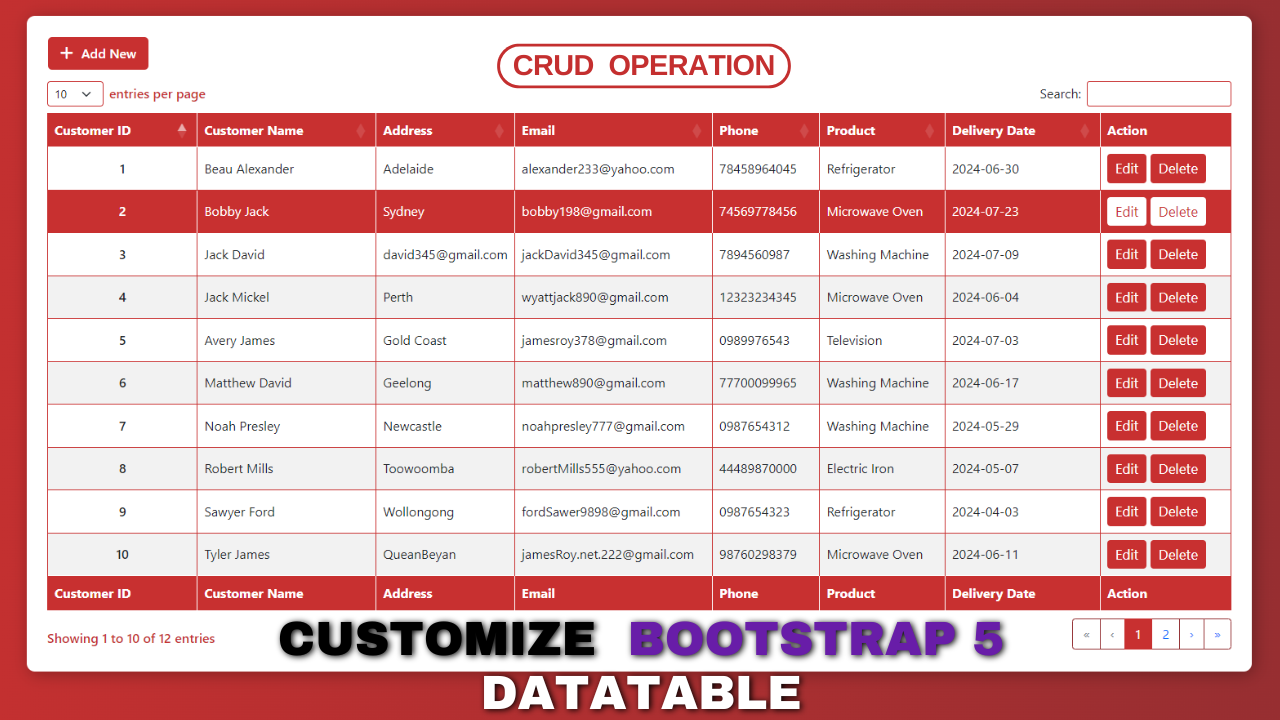 + Add New
CRUD OPERATION
10 entries per page Search:
Customer ID Customer Name Address Email Phone Product Delivery Date Action
1 Beau Alexander Adelaide alexander233@yahoo.com 78458964045 Refrigerator 2024-06-30 Edit Delete
2 Bobby Jack Sydney bobby198@gmail.com 74569778456 Microwave Oven 2024-07-23 Edit Delete
3 Jack David david345@gmail.com jackDavid345@gmail.com 7894560987 Washing Machine 2024-07-09 Edit Delete
4 Jack Mickel Perth wyattjack890@gmail.com 12323234345 Microwave Oven 2024-06-04 Edit Delete
5 Avery James Gold Coast jamesroy378@gmail.com 0989976543 Television 2024-07-03 Edit Delete
6 Matthew David Geelong matthew890@gmail.com 77700099965 Washing Machine 2024-06-17 Edit Delete
7 Noah Presley Newcastle noahpresley777@gmail.com 0987654312 Washing Machine 2024-05-29 Edit Delete
8 Robert Mills Toowoomba robertMills555@yahoo.com 44489870000 Electric Iron 2024-05-07 Edit Delete
9 Sawyer Ford Wollongong fordSawer9898@gmail.com 0987654323 Refrigerator 2024-04-03 Edit Delete
10 Tyler James QueanBeyan jamesRoy.net.222@gmail.com 98760298379 Microwave Oven 2024-06-11 Edit Delete
Customer ID Customer Name Address Email Phone Product Delivery Date Action
Showing 1 to 10 of 12 entries « ‹ 1 2 › »
CUSTOMIZE BOOTSTRAP 5
DATATABLE